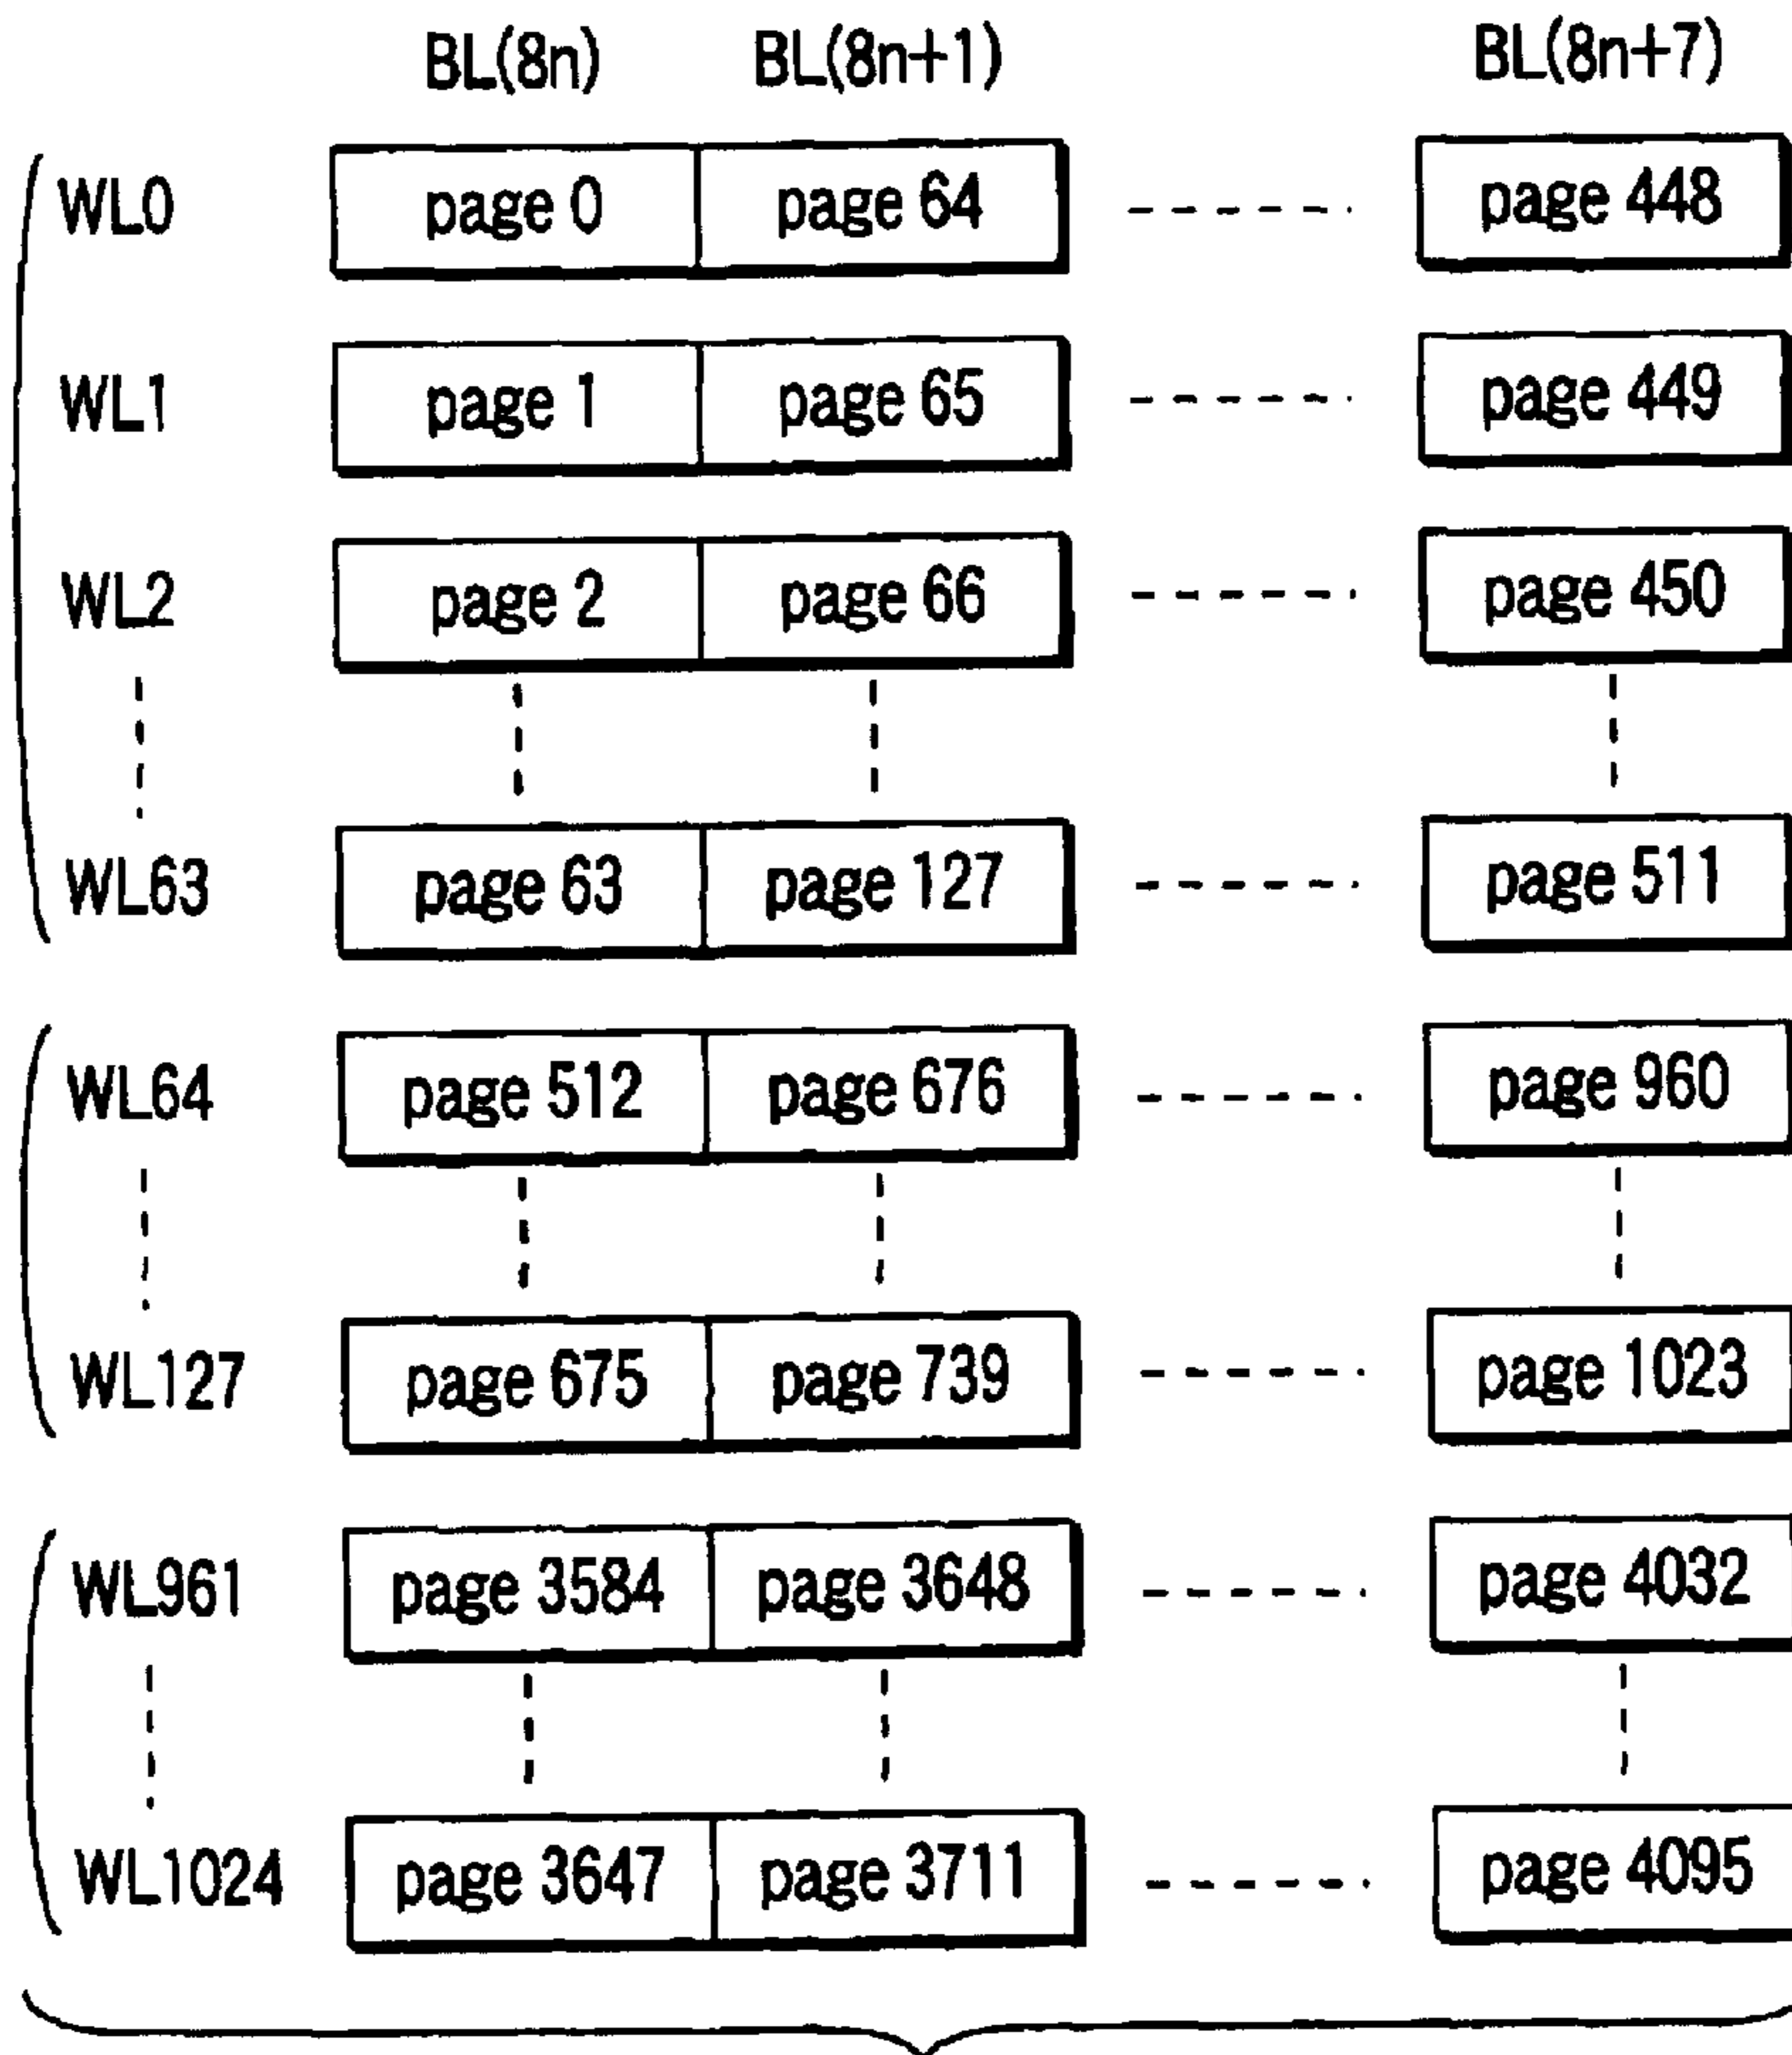 BL(8n) BL(8n+1) BL(8n+7)
WL0 page 0 page 64 page 448
WL1 page 1 page 65 page 449
WL2 page 2 page 66 page 450
WL63 page 63 page 127 page 511
WL64 page 512 page 676 page 960
WL127 page 675 page 739 page 1023
WL961 page 3584 page 3648 page 4032
WL1024 page 3647 page 3711 page 4095